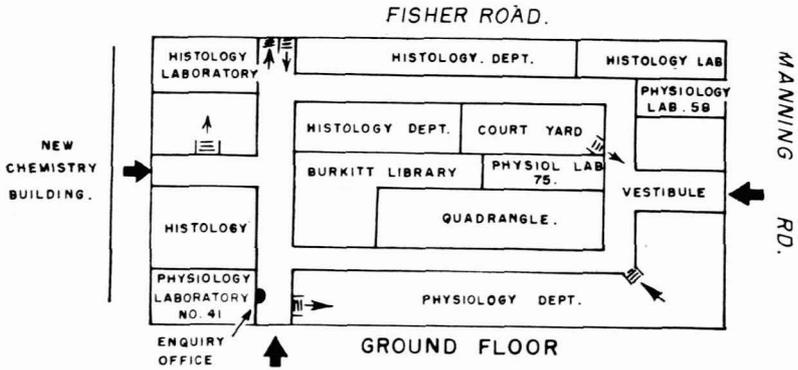 FISHER ROAD.
HISTOLOGY
LABORATORY
HISTOLOGY. DEPT.
HISTOLOGY LAB
PHYSIOLOGY
LAB. 58
MANNING RD.
HISTOLOGY DEPT.
COURT YARD
NEW
CHEMISTRY
BUILDING.
BURKITT LIBRARY
PHYSIOL LAB
75.
VESTIBULE
HISTOLOGY
QUADRANGLE.
PHYSIOLOGY
LABORATORY
NO. 41
PHYSIOLOGY DEPT.
ENQUIRY
OFFICE
GROUND FLOOR